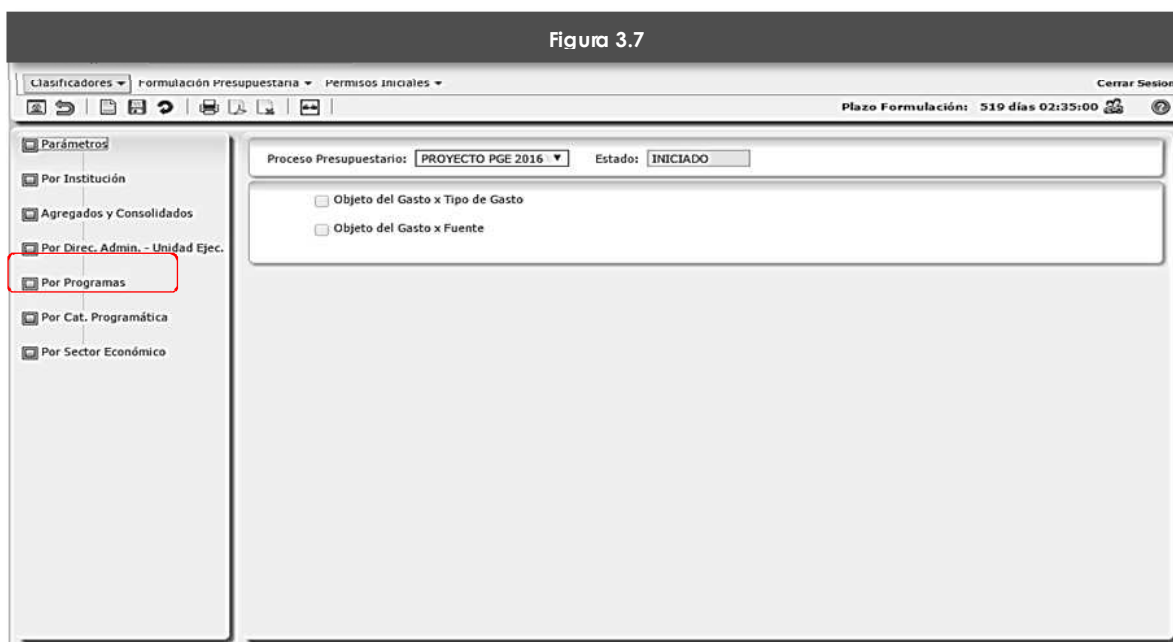 Figura 3.7
Clasificadores Formulación Presupuestaria Permisos Iniciales Cerrar Sesion
Plazo Formulación: 519 días 02:35:00
Parámetros
Proceso Presupuestario: PROYECTO PGE 2016 Estado: INICIADO
Por Institución
Objeto del Gasto x Tipo de Gasto
Agregados y Consolidados
Objeto del Gasto x Fuente
Por Direc. Admin. - Unidad Ejec.
Por Programas
Por Cat. Programática
Por Sector Económico